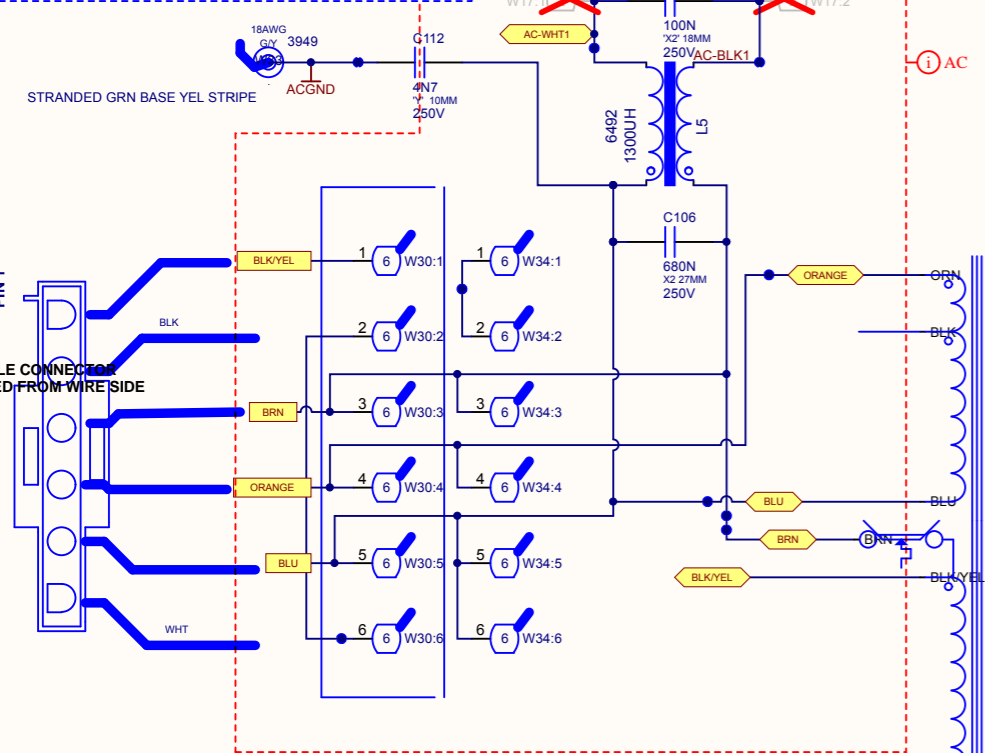 W17:1
W17:2
AC-WHT1
100N
'X2' 18MM
250V
AC-BLK1
18AWG
G/Y
3949
ACGND
STRANDED GRN BASE YEL STRIPE
C112
4N7
'Y' 10MM
250V
AC
6492
1300UH
L5
C106
680N
X2 27MM
250V
BLK/YEL
1 6 W30:1
1 6 W34:1
ORANGE
ORN
BLK
2 6 W30:2
2 6 W34:2
BLK
LE CONNECTOR
ED FROM WIRE SIDE
BRN
3 6 W30:3
3 6 W34:3
ORANGE
4 6 W30:4
4 6 W34:4
BLU
BLU
BRN
BRN
BLU
5 6 W30:5
5 6 W34:5
BLK/YEL
BLK/YEL
WHT
6 6 W30:6
6 6 W34:6